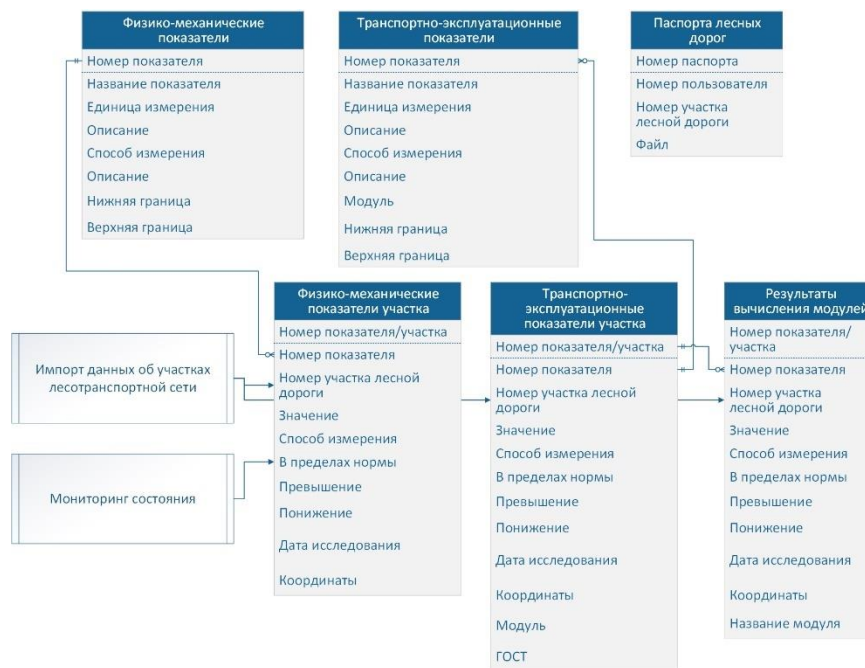 Физико-механические
показатели
Номер показателя
Название показателя
Единица измерения
Описание
Способ измерения
Описание
Нижняя граница
Верхняя граница
Транспортно-эксплуатационные
показатели
Номер показателя
Название показателя
Единица измерения
Описание
Способ измерения
Описание
Модуль
Нижняя граница
Верхняя граница
Паспорта лесных
дорог
Номер паспорта
Номер пользователя
Номер участка
лесной дороги
Файл
Импорт данных об участках
лесотранспортной сети
Мониторинг состояния
Физико-механические
показатели участка
Номер показателя/участка
Номер показателя
Номер участка лесной
дороги
Значение
Способ измерения
В пределах нормы
Превышение
Понижение
Дата исследования
Координаты
Транспортно-
эксплуатационные
показатели участка
Номер показателя/участка
Номер показателя
Номер участка лесной
дороги
Значение
Способ измерения
В пределах нормы
Превышение
Понижение
Дата исследования
Координаты
Модуль
ГОСТ
Результаты
вычисления модулей
Номер показателя/
участка
Номер показателя
Номер участка
лесной дороги
Значение
Способ измерения
В пределах нормы
Превышение
Понижение
Дата исследования
Координаты
Название модуля